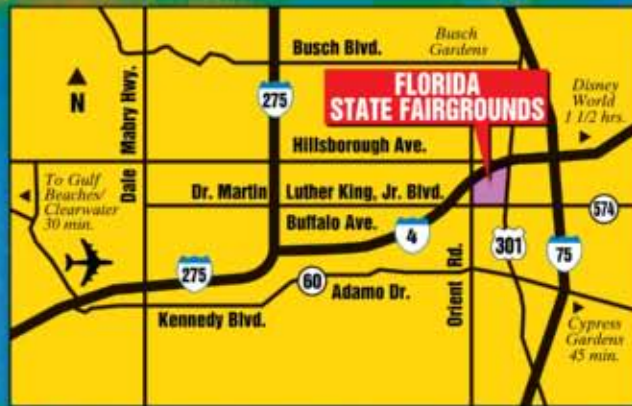 Busch Blvd.
Busch
Gardens
N
Dale Mabry Hwy.
275
FLORIDA
STATE FAIRGROUNDS
Disney
World
1 1/2 hrs.
Hillsborough Ave.
To Gulf
Beaches/
Clearwater
30 min.
Dr. Martin Luther King, Jr. Blvd.
574
Buffalo Ave.
4
301
75
275
60
Adamo Dr.
Orient Rd.
Kennedy Blvd.
Cypress
Gardens
45 min.